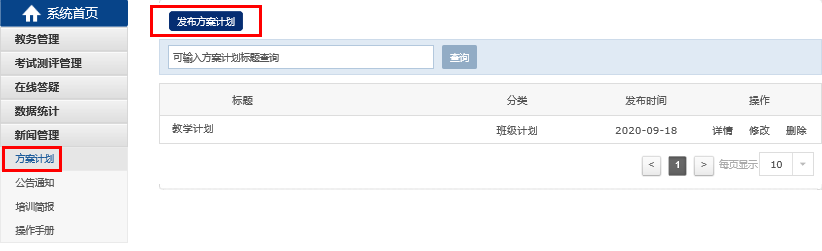 系统首页
教务管理
考试测评管理
在线答疑
数据统计
新闻管理
方案计划
公告通知
培训简报
操作手册
发布方案计划
可输入方案计划标题查询 查询
标题 分类 发布时间 操作
教学计划 班级计划 2020-09-18 详情 修改 删除
< 1 > 每页显示 10